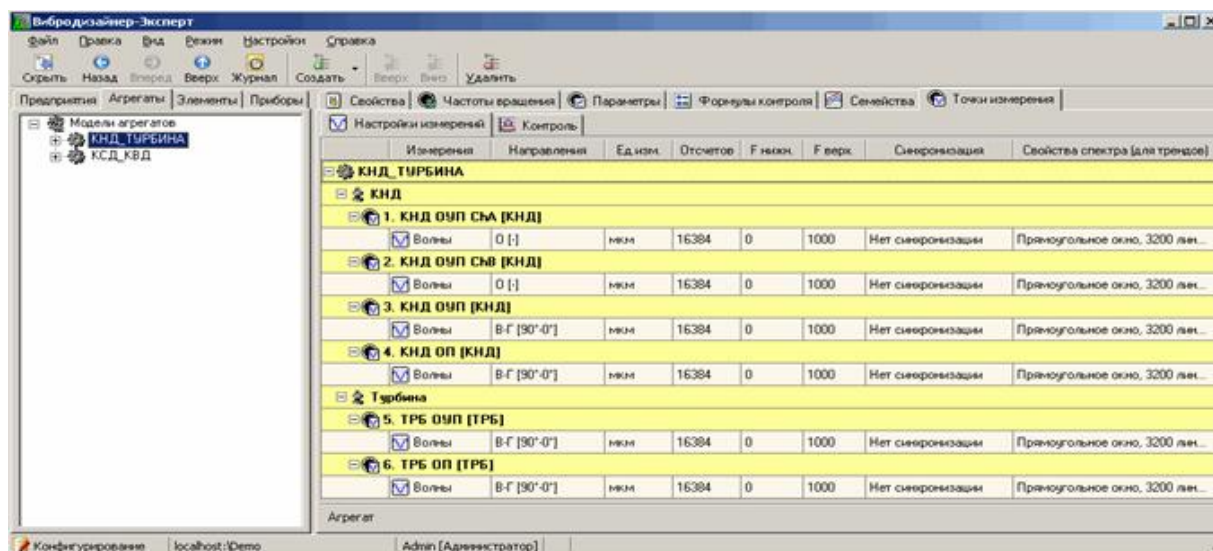 Вибродизайнер-Эксперт
Файл Правка Вид Режим Настройки Справка
Скрыть Назад Вперед Вверх Журнал Создать Вверх Вниз Удалить
Предприятия Агрегаты Элементы Приборы Свойства Частоты вращения Параметры Формулы контроля Семейства Точки измерения
Модели агрегатов
КНД_ТУРБИНА
КСД_КВД
Настройки измерений Контроль
Измерения Направления Ед.изм. Отсчетов F нижн. F верх. Синхронизация Свойства спектра (для трендов)
КНД_ТУРБИНА
КНД
1. КНД ОУП ChA [КНД]
Волны О [-] мкм 16384 0 1000 Нет синхронизации Прямоугольное окно, 3200 лин...
2. КНД ОУП ChB [КНД]
Волны О [-] мкм 16384 0 1000 Нет синхронизации Прямоугольное окно, 3200 лин...
3. КНД ОУП [КНД]
Волны В-Г [90°-0°] мкм 16384 0 1000 Нет синхронизации Прямоугольное окно, 3200 лин...
4. КНД ОП [КНД]
Волны В-Г [90°-0°] мкм 16384 0 1000 Нет синхронизации Прямоугольное окно, 3200 лин...
Турбина
5. ТРБ ОУП [ТРБ]
Волны В-Г [90°-0°] мкм 16384 0 1000 Нет синхронизации Прямоугольное окно, 3200 лин...
6. ТРБ ОП [ТРБ]
Волны В-Г [90°-0°] мкм 16384 0 1000 Нет синхронизации Прямоугольное окно, 3200 лин...
Агрегат
Конфигурирование localhost:\Demo Admin [Администратор]